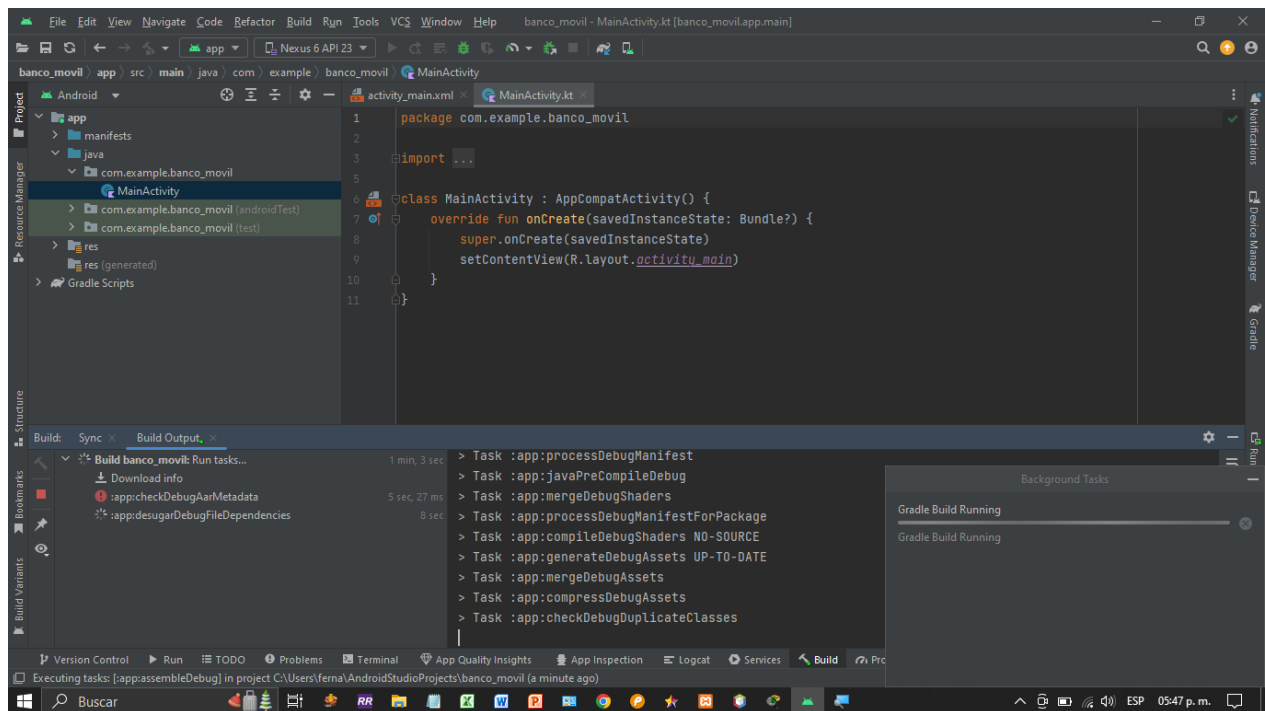 File Edit View Navigate Code Refactor Build Run Tools VCS Window Help banco_movil - MainActivity.kt [banco_movil.app.main]
app Nexus 6 API 23
banco_movil app src main java com example banco_movil MainActivity
Project
Android
activity_main.xml
MainActivity.kt
app
manifests
java
com.example.banco_movil
MainActivity
com.example.banco_movil (androidTest)
com.example.banco_movil (test)
res
res (generated)
Gradle Scripts
Resource Manager
1 package com.example.banco_movil
2
3 import ...
5
6 class MainActivity : AppCompatActivity() {
7 override fun onCreate(savedInstanceState: Bundle?) {
8 super.onCreate(savedInstanceState)
9 setContentView(R.layout.activity_main)
10 }
11 }
Notifications
Device Manager
Gradle
Structure
Bookmarks
Build Variants
Build: Sync Build Output
Build banco_movil: Run tasks... 1 min, 3 sec
Download info
:app:checkDebugAarMetadata 5 sec, 27 ms
:app:desugarDebugFileDependencies 8 sec
> Task :app:processDebugManifest
> Task :app:javaPreCompileDebug
> Task :app:mergeDebugShaders
> Task :app:processDebugManifestForPackage
> Task :app:compileDebugShaders NO-SOURCE
> Task :app:generateDebugAssets UP-TO-DATE
> Task :app:mergeDebugAssets
> Task :app:compressDebugAssets
> Task :app:checkDebugDuplicateClasses
Run
Background Tasks
Gradle Build Running
Gradle Build Running
Version Control Run TODO Problems Terminal App Quality Insights App Inspection Logcat Services Build Pro
Executing tasks: [:app:assembleDebug] in project C:\Users\ferna\AndroidStudioProjects\banco_movil (a minute ago)
Buscar RR ESP 05:47 p. m.